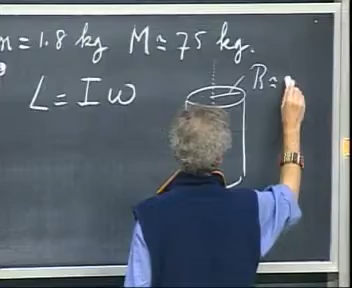 m = 1.8 kg M ≃ 75 kg.
L = I ω
R ≃